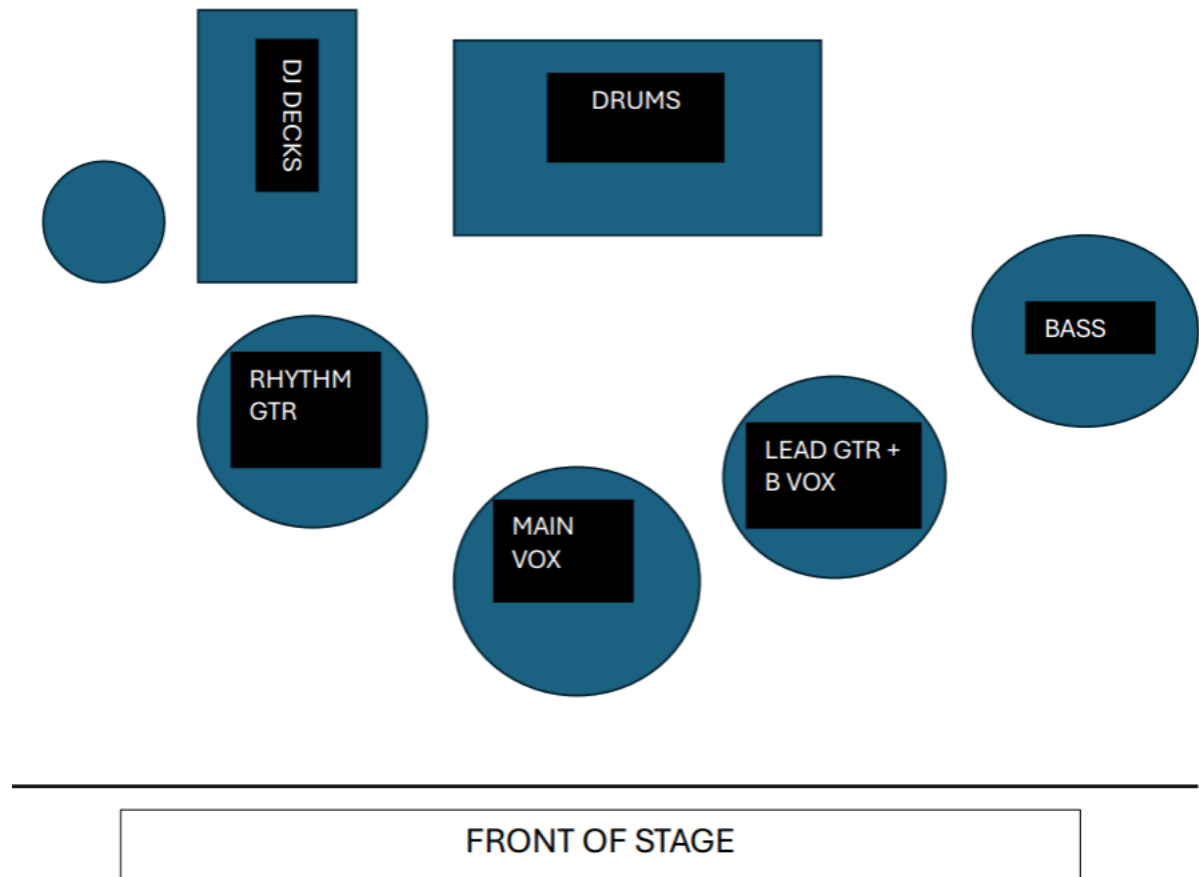 DJ DECKS
DRUMS
BASS
RHYTHM
GTR
LEAD GTR +
B VOX
MAIN
VOX
FRONT OF STAGE